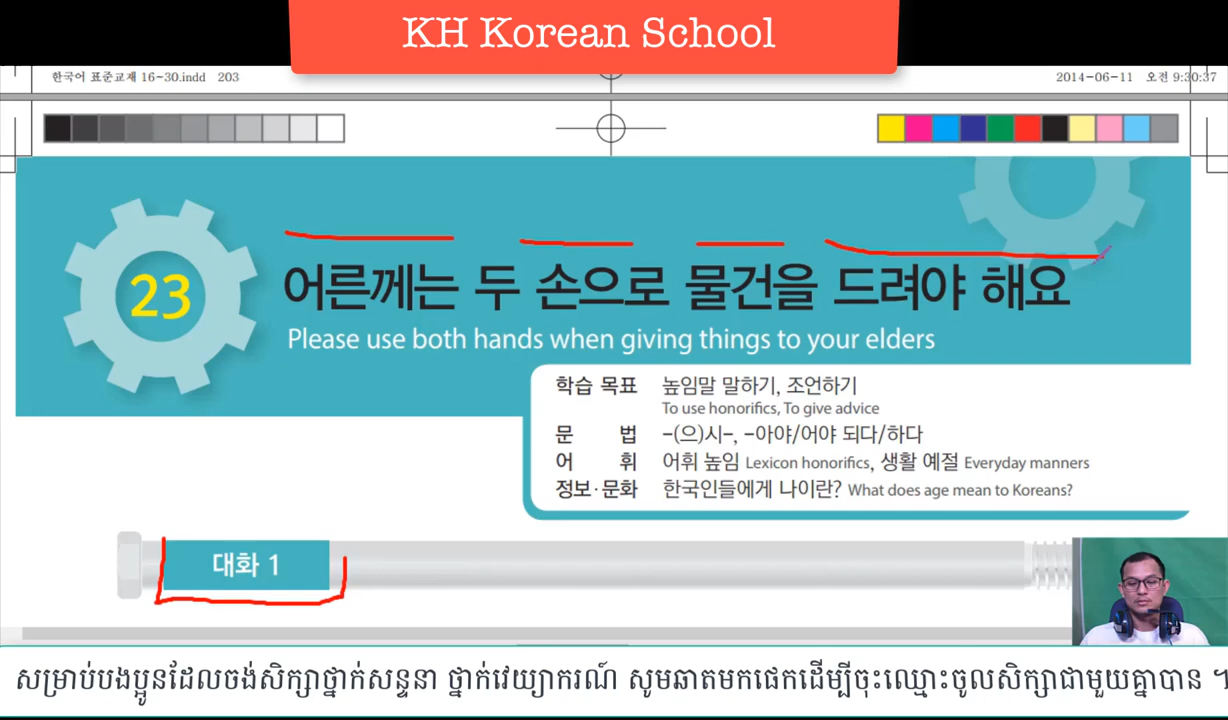 KH Korean School
한국어 표준교재 16-30.indd 203
2014-06-11 오전 9:30:37
23
어른께는 두 손으로 물건을 드려야 해요
Please use both hands when giving things to your elders
학습 목표 높임말 말하기, 조언하기
To use honorifics, To give advice
문 법 -(으)시-, -아야/어야 되다/하다
어 휘 어휘 높임 Lexicon honorifics, 생활 예절 Everyday manners
정보·문화 한국인들에게 나이란? What does age mean to Koreans?
대화 1
សម្រាប់បងប្អូនដែលចង់សិក្សាថ្នាក់សន្ទនា ថ្នាក់វេយ្យាករណ៍ សូមឆាតមកផេកដើម្បីចុះឈ្មោះចូលសិក្សាជាមួយគ្នាបាន ។